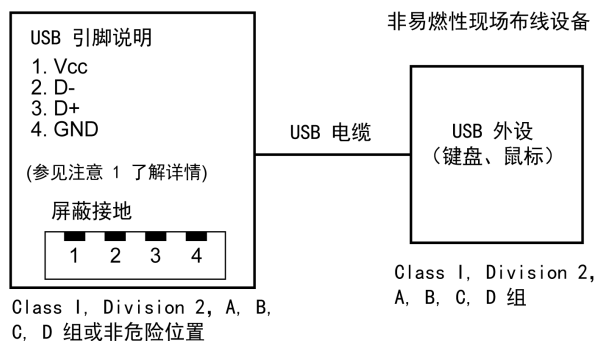 USB 引脚说明
1. Vcc
2. D-
3. D+
4. GND
(参见注意 1 了解详情)
屏蔽接地
1 2 3 4
Class I, Division 2, A, B,
C, D 组或非危险位置
USB 电缆
非易燃性现场布线设备
USB 外设
（键盘、鼠标）
Class I, Division 2,
A, B, C, D 组